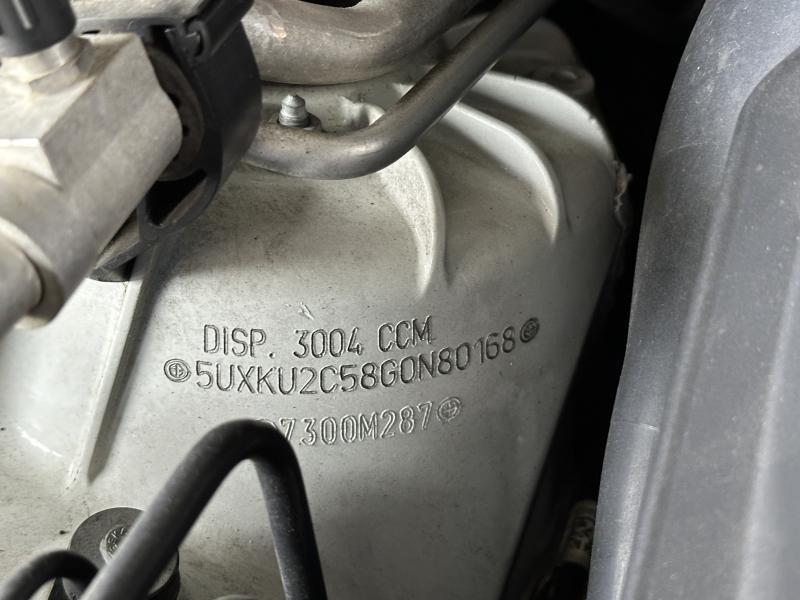 DISP. 3004 CCM
5UXKU2C58G0N80168
7300M287